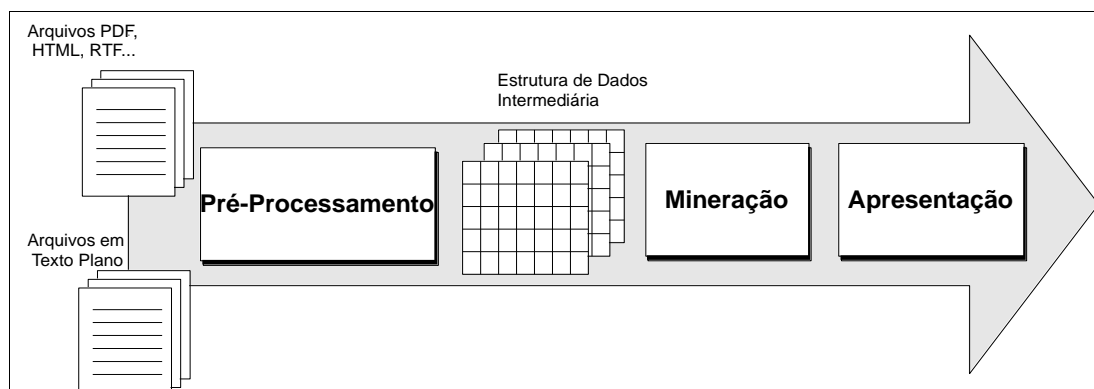 Arquivos PDF,
HTML, RTF...
Estrutura de Dados
Intermediária
Pré-Processamento
Mineração
Apresentação
Arquivos em
Texto Plano